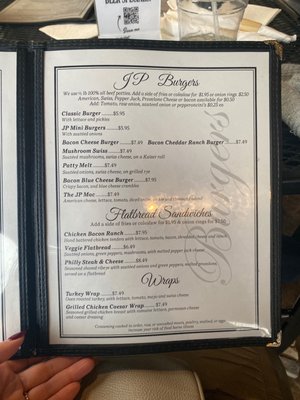 JP Burgers
We use ½ lb 100% all beef patties. Add a side of fries or coleslaw for $1.95 or onion rings $2.50
American, Swiss, Pepper Jack, Provolone Cheese or bacon available for $0.50
Add: Tomato, raw onion, sauteed onion or pepperoncini's $0.25
Classic Burger.......$5.95
With lettuce and pickles
JP Mini Burgers.......$3.95
With sauteed onions
Bacon Cheese Burger.......$7.49 Bacon Cheddar Ranch Burger.......$7.49
Mushroom Swiss.......$7.49
Sauteed mushrooms, swiss cheese, on a Kaiser roll
Patty Melt.......$7.49
Sauteed onions, swiss cheese, on grilled rye
Bacon Blue Cheese Burger.......$7.95
Crispy bacon, and blue cheese crumbles
The JP Mac.......$7.49
American cheese, lettuce, tomato,
Burgers
Flatbread Sandwiches
Add a side of fries or coleslaw for $1.95 or onion rings for $2.50
Chicken Bacon Ranch.......$7.95
Hand battered chicken tenders with lettuce, tomato, bacon, shredded cheese and ranch
Veggie Flatbread.......$6.49
Sauteed onion, green peppers, mushrooms, with melted pepper jack cheese
Philly Steak & Cheese.......$8.49
Seasoned shaved ribeye with sauteed onions and green peppers, melted provolone,
served on a flatbread
Wraps
Turkey Wrap.......$7.49
Oven roasted turkey with lettuce, tomato, mayo and swiss cheese
Grilled Chicken Caesar Wrap.......$7.49
Seasoned grilled chicken breast with romaine lettuce, parmesan cheese
and caesar dressing
Consuming cooked to order, raw or uncooked meats, poultry, seafood, or eggs
increase your risk of food borne illness